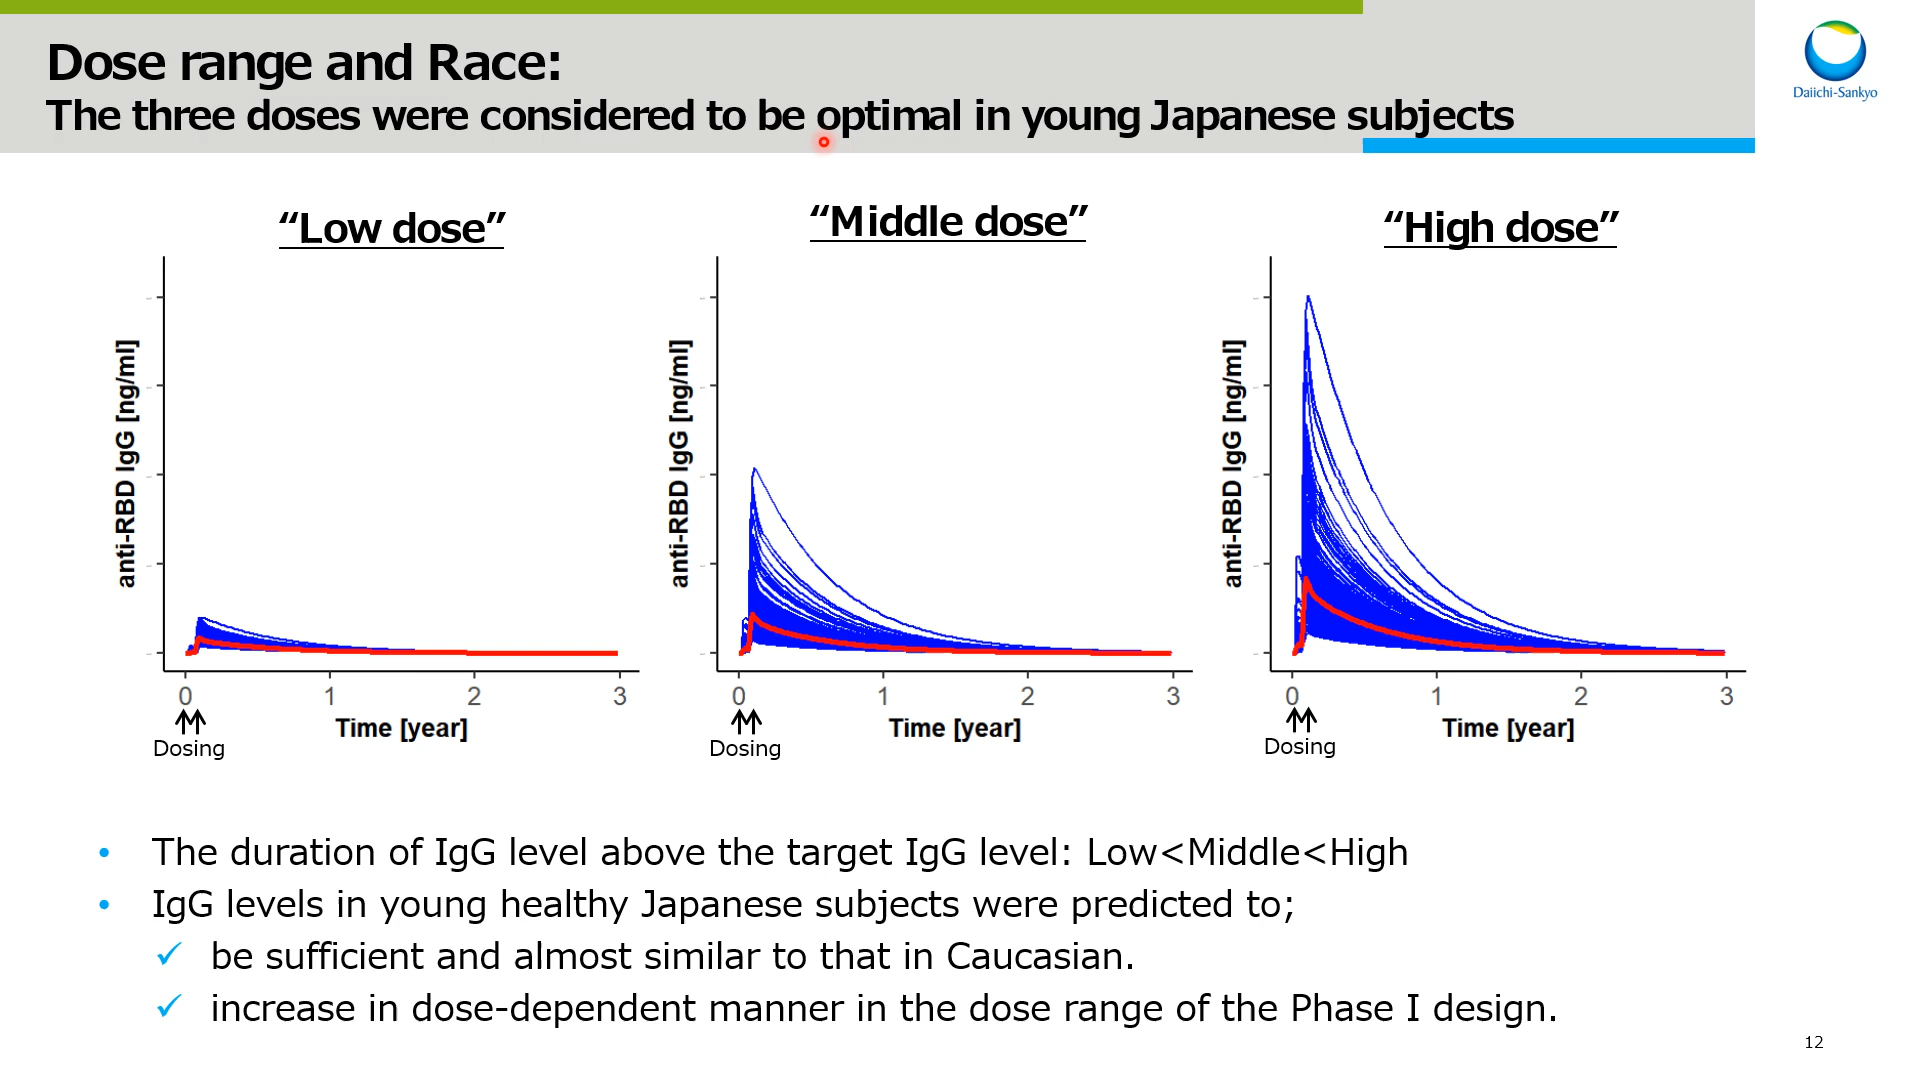 Dose range and Race:
The three doses were considered to be optimal in young Japanese subjects
Daiichi-Sankyo
“Low dose”
“Middle dose”
“High dose”
anti-RBD IgG [ng/ml]
anti-RBD IgG [ng/ml]
anti-RBD IgG [ng/ml]
0 1 2 3
0 1 2 3
0 1 2 3
Time [year]
Time [year]
Time [year]
Dosing
Dosing
Dosing
• The duration of IgG level above the target IgG level: Low<Middle<High
• IgG levels in young healthy Japanese subjects were predicted to;
✓ be sufficient and almost similar to that in Caucasian.
✓ increase in dose-dependent manner in the dose range of the Phase I design.
12